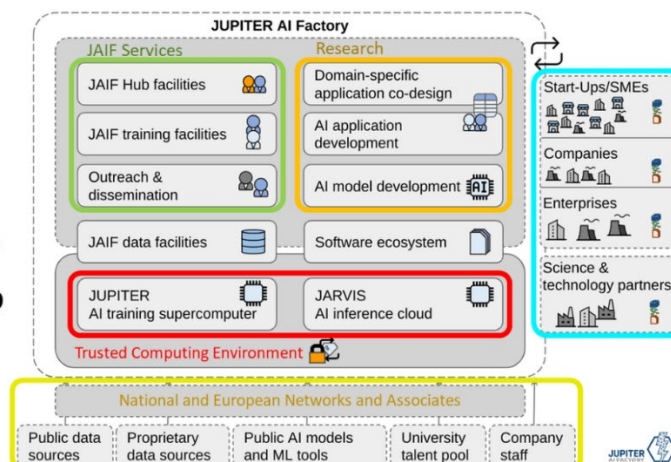 JUPITER AI Factory
JAIF Services
Research
JAIF Hub facilities
JAIF training facilities
Outreach &
dissemination
Domain-specific
application co-design
AI application
development
AI model development
AI
JAIF data facilities
Software ecosystem
JUPITER
AI training supercomputer
JARVIS
AI inference cloud
Trusted Computing Environment
Start-Ups/SMEs
Companies
Enterprises
Science &
technology partners
National and European Networks and Associates
Public data
sources
Proprietary
data sources
Public AI models
and ML tools
University
talent pool
Company
staff
JUPITER
AI FACTORY